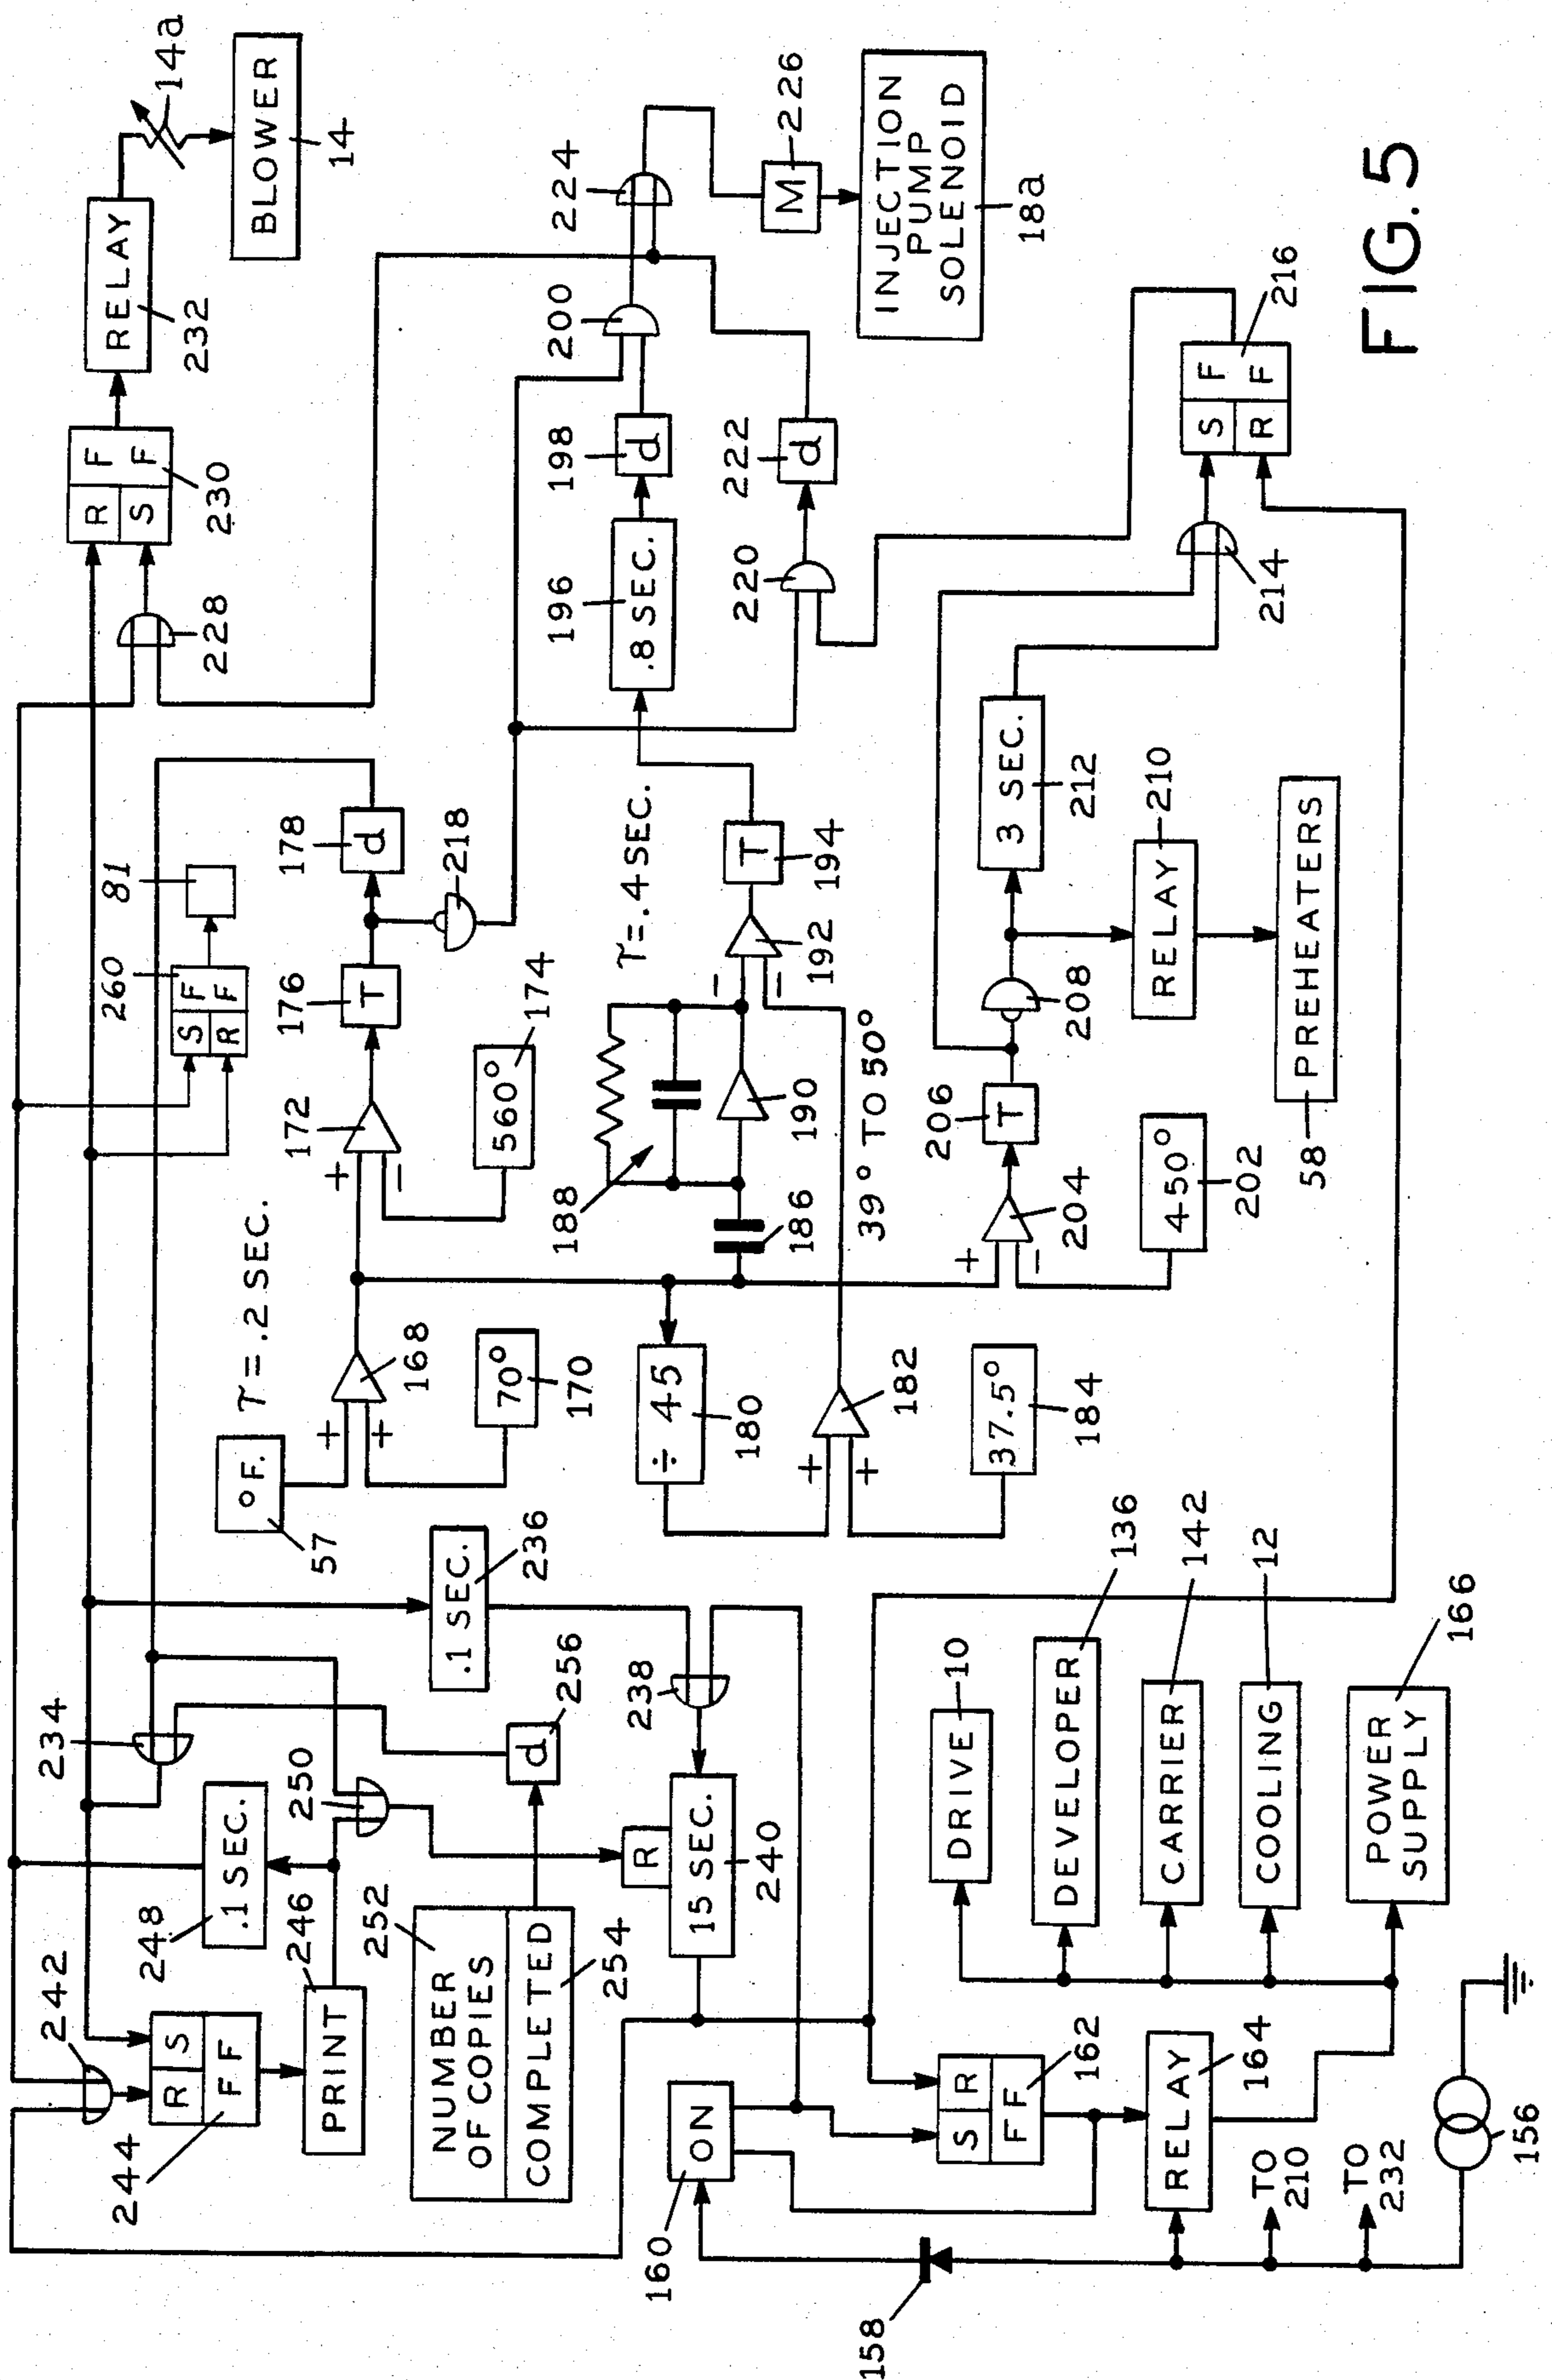 14a
RELAY
232
BLOWER
14
R
S
F
F
230
228
224
M
226
INJECTION
PUMP
SOLENOID
18a
200
d
198
.8 SEC.
196
d
222
220
216
S
R
F
F
214
FIG. 5
81
260
S
R
F
F
178
d
218
176
T
174
560°
172
+
−
τ=.2 SEC.
°F.
57
168
+
+
70°
170
τ=.4 SEC.
T
194
192
−
−
188
190
186
39° TO 50°
÷ 45
180
182
+
+
37.5°
184
3 SEC.
212
210
RELAY
208
PREHEATERS
58
206
T
204
+
−
450°
202
234
242
244
R
S
F F
248
.1 SEC.
246
PRINT
250
252
NUMBER
OF COPIES
COMPLETED
254
d
256
.1 SEC.
236
238
R
15 SEC.
240
DRIVE
10
DEVELOPER
136
CARRIER
142
COOLING
12
POWER
SUPPLY
166
160
ON
S
R
F F
162
RELAY
164
158
TO
210
TO
232
156